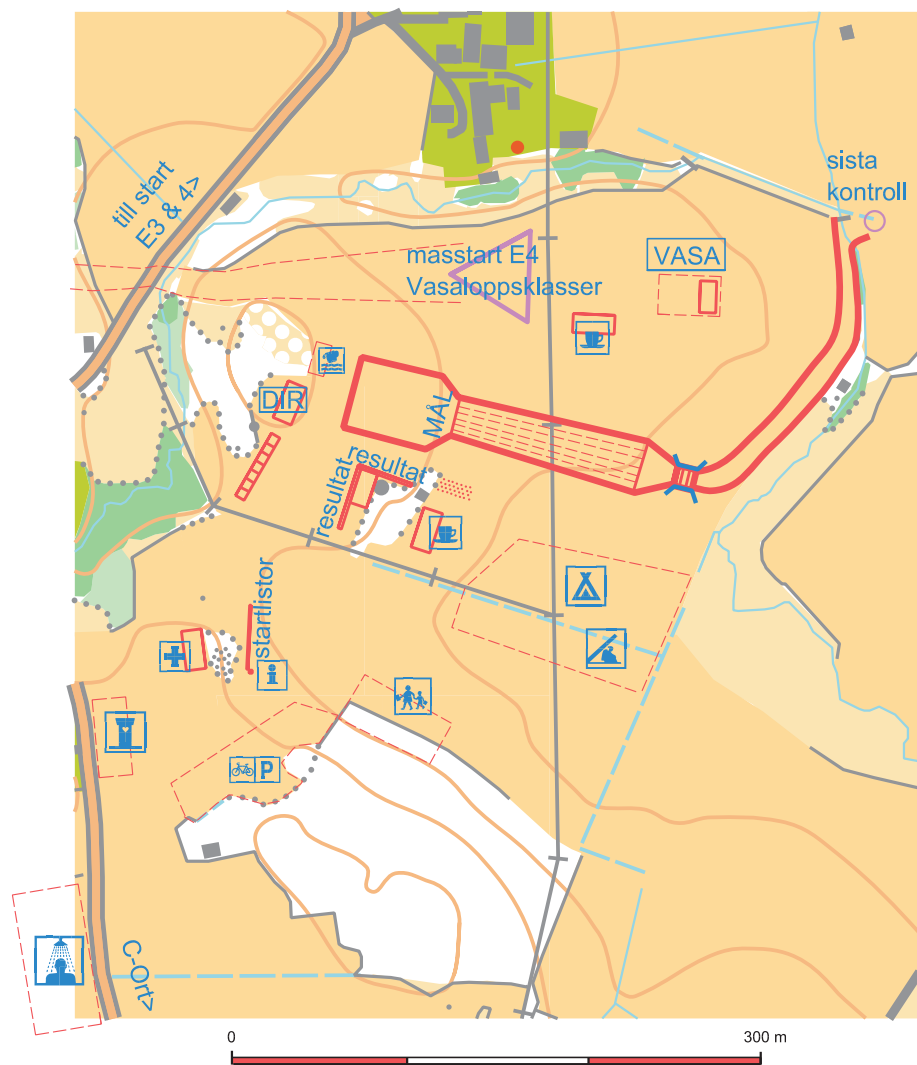 sista
kontroll
till start
E3 & 4>
masstart E4
Vasaloppsklasser
VASA
DIR
MÅL
resultat
resultat
startlistor
i
P
C-Ort>
0
300 m